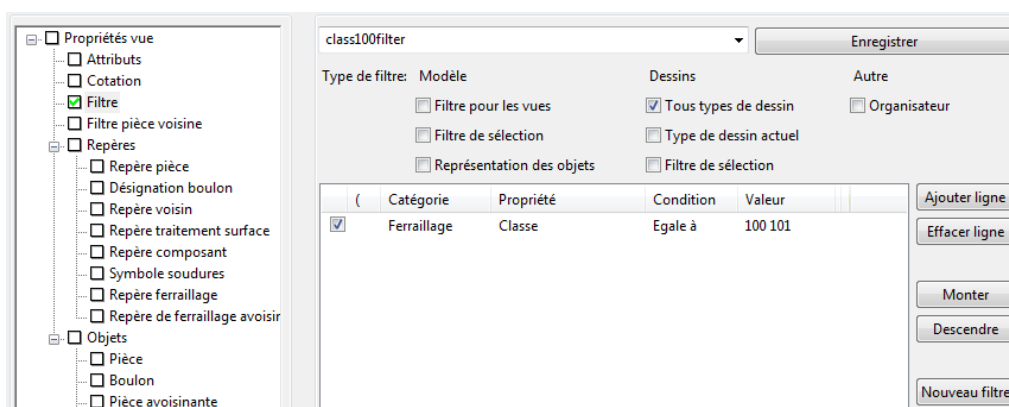 Propriétés vue
Attributs
Cotation
Filtre
Filtre pièce voisine
Repères
Repère pièce
Désignation boulon
Repère voisin
Repère traitement surface
Repère composant
Symbole soudures
Repère ferraillage
Repère de ferraillage avoisir
Objets
Pièce
Boulon
Pièce avoisinante
class100filter Enregistrer
Type de filtre: Modèle Dessins Autre
Filtre pour les vues Tous types de dessin Organisateur
Filtre de sélection Type de dessin actuel
Représentation des objets Filtre de sélection
( Catégorie Propriété Condition Valeur
Ferraillage Classe Egale à 100 101
Ajouter ligne
Effacer ligne
Monter
Descendre
Nouveau filtre